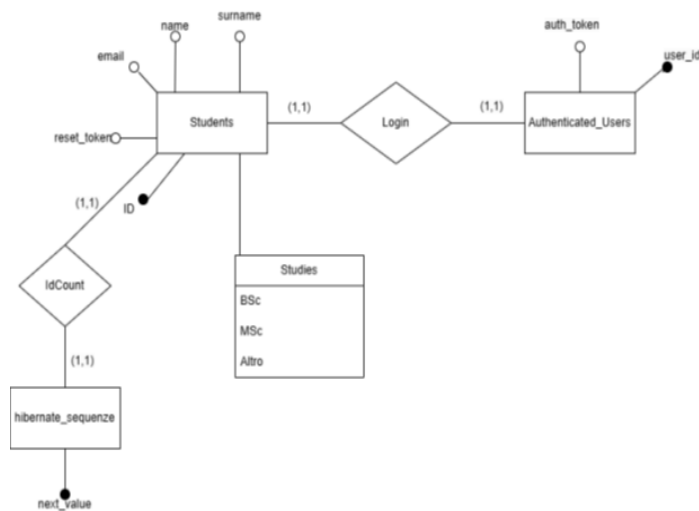 surname
name
auth_token
email
user_id
(1,1)
(1,1)
Students
Login
Authenticated_Users
reset_token
(1,1)
ID
Studies
IdCount
BSc
MSc
Altro
(1,1)
hibernate_sequenze
next_value